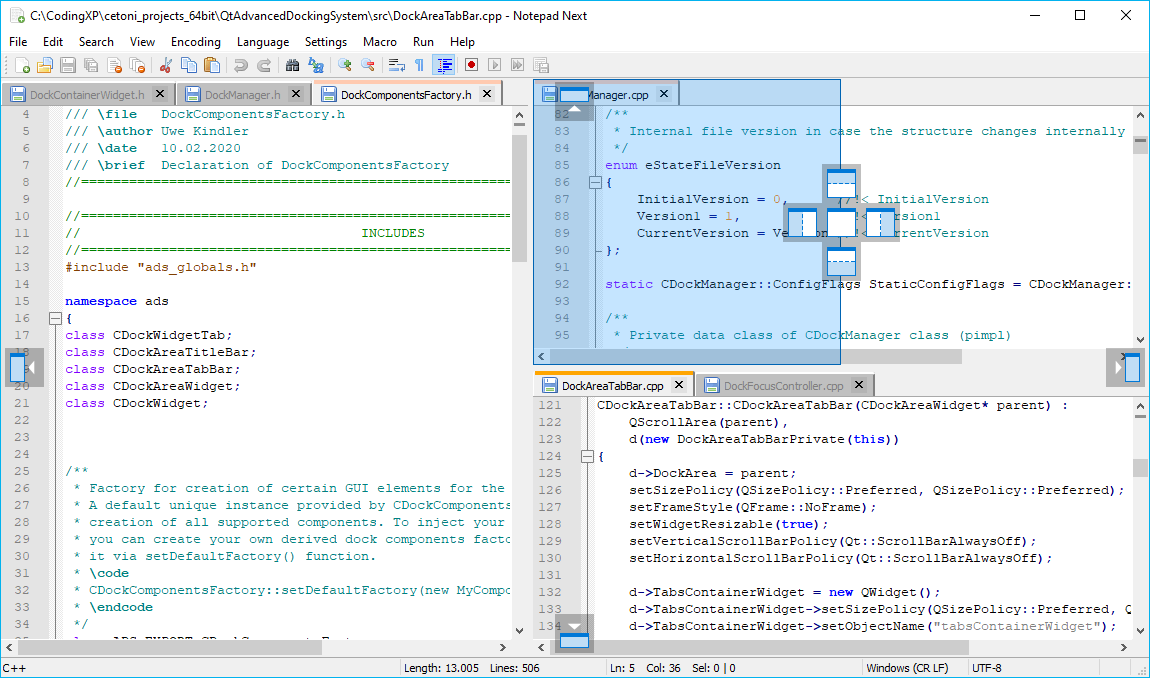 C:\CodingXP\cetoni_projects_64bit\QtAdvancedDockingSystem\src\DockAreaTabBar.cpp - Notepad Next
File Edit Search View Encoding Language Settings Macro Run Help
DockContainerWidget.h DockManager.h DockComponentsFactory.h
4 /// \file   DockComponentsFactory.h
5 /// \author Uwe Kindler
6 /// \date   10.02.2020
7 /// \brief  Declaration of DockComponentsFactory
8 //======================================================
9
10 //======================================================
11 //                                   INCLUDES
12 //======================================================
13 #include "ads_globals.h"
14
15 namespace ads
16 {
17 class CDockWidgetTab;
18 class CDockAreaTitleBar;
19 class CDockAreaTabBar;
20 class CDockAreaWidget;
21 class CDockWidget;
22
23
24
25 /**
26  * Factory for creation of certain GUI elements for the
27  * A default unique instance provided by CDockComponents
28  * creation of all supported components. To inject your
29  * you can create your own derived dock components facto
30  * it via setDefaultFactory() function.
31  * \code
32  * CDockComponentsFactory::setDefaultFactory(new MyCompo
33  * \endcode
34  */
Manager.cpp
82 /**
83  * Internal file version in case the structure changes internally
84  */
85 enum eStateFileVersion
86 {
87     InitialVersion = 0,      //!< InitialVersion
88     Version1 = 1,
89     CurrentVersion =
90 };
91
92 static CDockManager::ConfigFlags StaticConfigFlags = CDockManager:
93
94 /**
95  * Private data class of CDockManager class (pimpl)
DockAreaTabBar.cpp DockFocusController.cpp
121 CDockAreaTabBar::CDockAreaTabBar(CDockAreaWidget* parent) :
122     QScrollArea(parent),
123     d(new DockAreaTabBarPrivate(this))
124 {
125     d->DockArea = parent;
126     setSizePolicy(QSizePolicy::Preferred, QSizePolicy::Preferred);
127     setFrameStyle(QFrame::NoFrame);
128     setWidgetResizable(true);
129     setVerticalScrollBarPolicy(Qt::ScrollBarAlwaysOff);
130     setHorizontalScrollBarPolicy(Qt::ScrollBarAlwaysOff);
131
132     d->TabsContainerWidget = new QWidget();
133     d->TabsContainerWidget->setSizePolicy(QSizePolicy::Preferred, Q
134     d->TabsContainerWidget->setObjectName("tabsContainerWidget");
C++ Length: 13.005 Lines: 506 Ln: 5 Col: 36 Sel: 0 | 0 Windows (CR LF) UTF-8